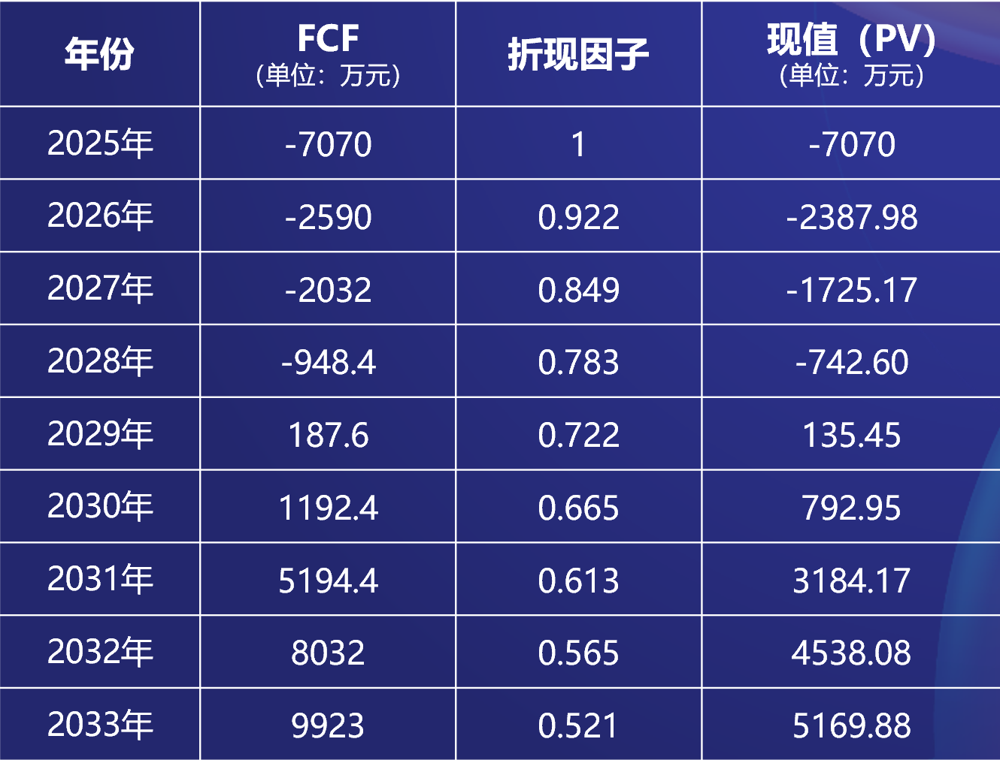 年份 FCF 折现因子 现值（PV）
（单位：万元） （单位：万元）
2025年 -7070 1 -7070
2026年 -2590 0.922 -2387.98
2027年 -2032 0.849 -1725.17
2028年 -948.4 0.783 -742.60
2029年 187.6 0.722 135.45
2030年 1192.4 0.665 792.95
2031年 5194.4 0.613 3184.17
2032年 8032 0.565 4538.08
2033年 9923 0.521 5169.88